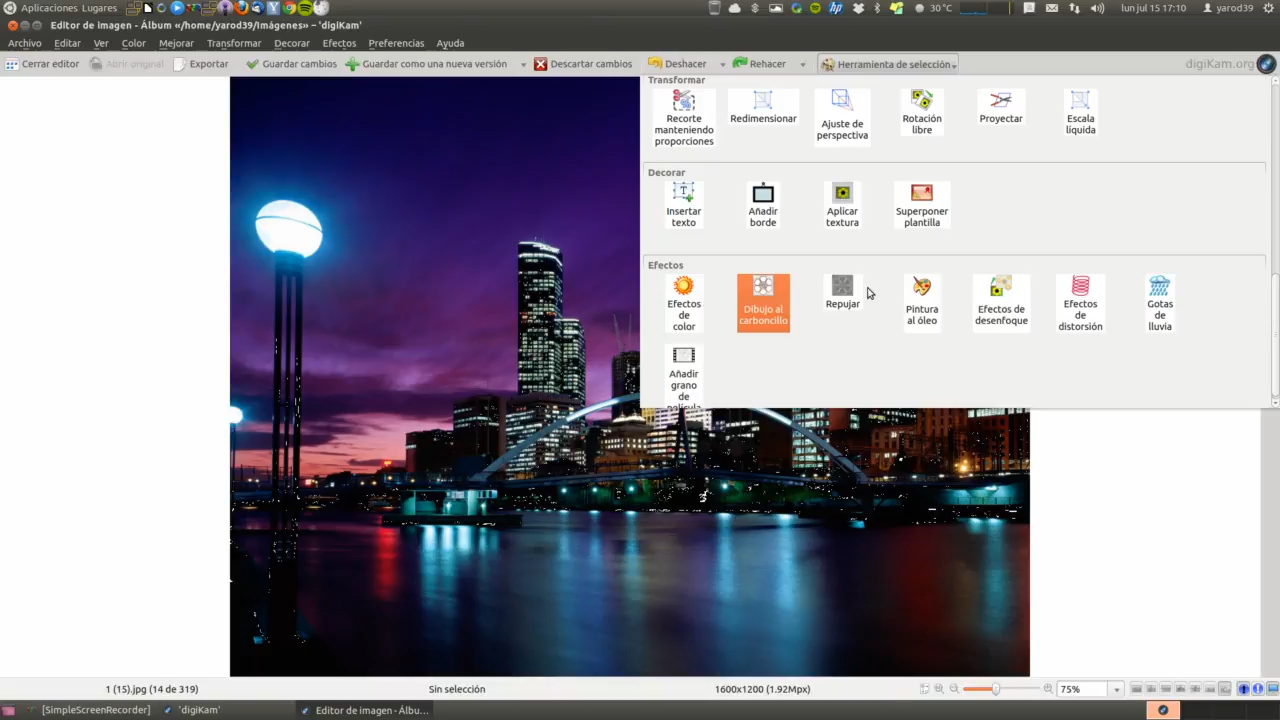 Aplicaciones Lugares
30°C
lun jul 15 17:10
yarod39
Editor de imagen - Álbum «/home/yarod39/Imágenes» – 'digiKam'
Archivo Editar Ver Color Mejorar Transformar Decorar Efectos Preferencias Ayuda
Cerrar editor Abrir original Exportar Guardar cambios Guardar como una nueva versión Descartar cambios Deshacer Rehacer Herramienta de selección digiKam.org
Transformar
Recorte manteniendo proporciones
Redimensionar
Ajuste de perspectiva
Rotación libre
Proyectar
Escala líquida
Decorar
Insertar texto
Añadir borde
Aplicar textura
Superponer plantilla
Efectos
Efectos de color
Dibujo al carboncillo
Repujar
Pintura al óleo
Efectos de desenfoque
Efectos de distorsión
Gotas de lluvia
Añadir grano de película
1 (15).jpg (14 de 319)
Sin selección
1600x1200 (1.92Mpx)
75%
[SimpleScreenRecorder]
'digiKam'
Editor de imagen - Álbu...